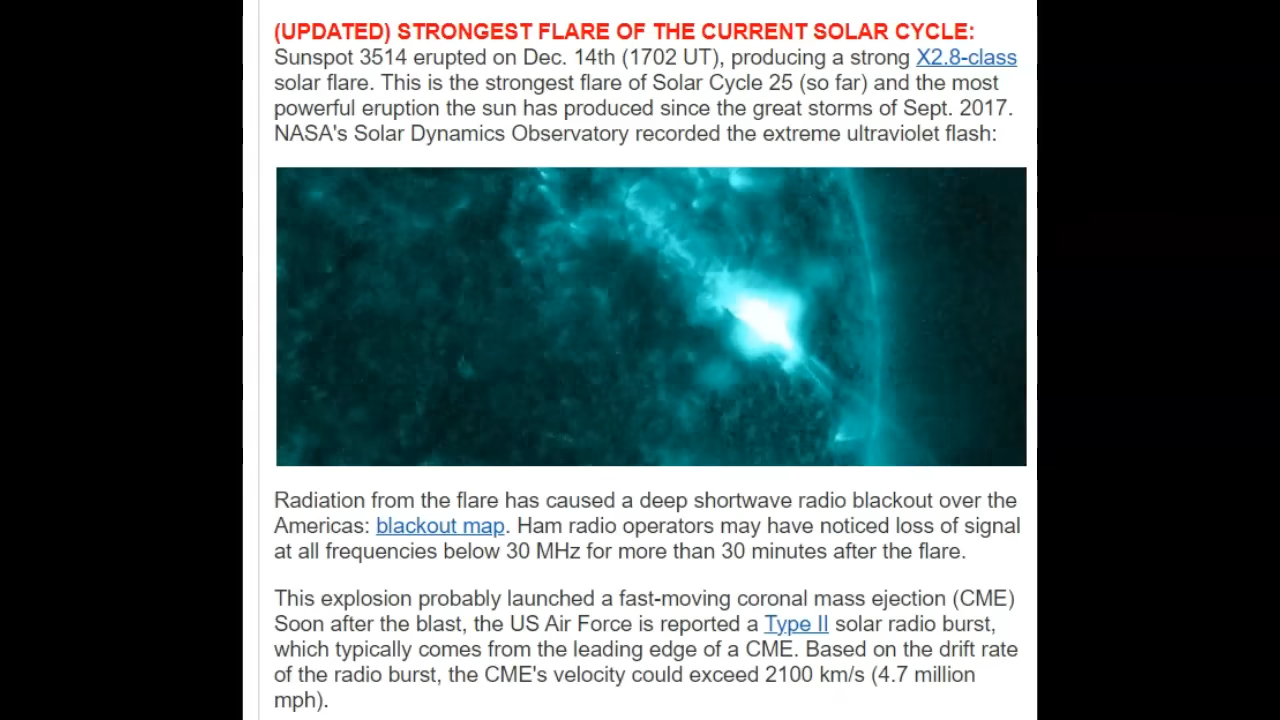 (UPDATED) STRONGEST FLARE OF THE CURRENT SOLAR CYCLE:
Sunspot 3514 erupted on Dec. 14th (1702 UT), producing a strong X2.8-class
solar flare. This is the strongest flare of Solar Cycle 25 (so far) and the most
powerful eruption the sun has produced since the great storms of Sept. 2017.
NASA's Solar Dynamics Observatory recorded the extreme ultraviolet flash:
Radiation from the flare has caused a deep shortwave radio blackout over the
Americas: blackout map. Ham radio operators may have noticed loss of signal
at all frequencies below 30 MHz for more than 30 minutes after the flare.
This explosion probably launched a fast-moving coronal mass ejection (CME)
Soon after the blast, the US Air Force is reported a Type II solar radio burst,
which typically comes from the leading edge of a CME. Based on the drift rate
of the radio burst, the CME's velocity could exceed 2100 km/s (4.7 million
mph).